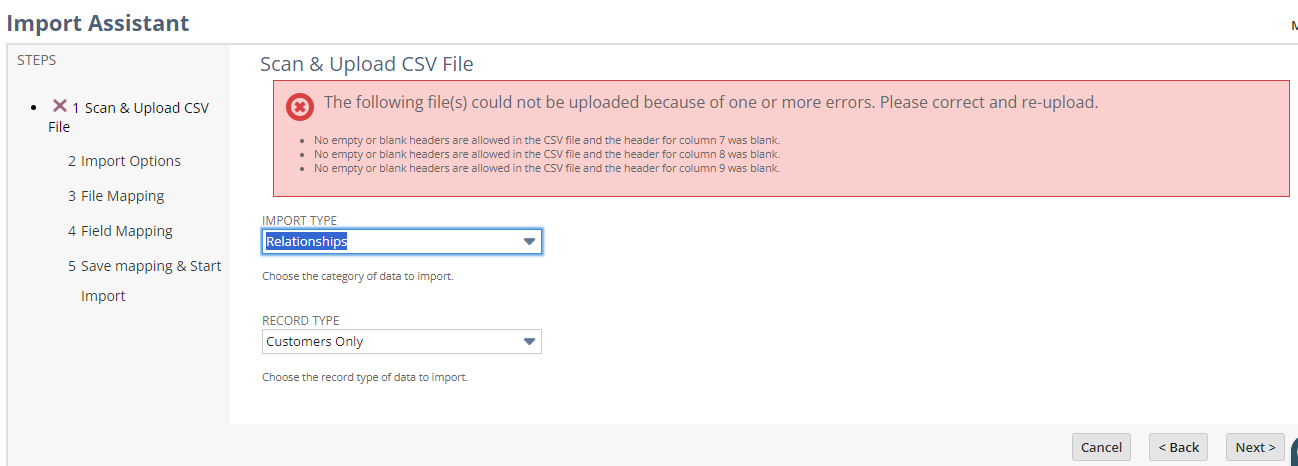 Import Assistant
STEPS
1 Scan & Upload CSV
File
2 Import Options
3 File Mapping
4 Field Mapping
5 Save mapping & Start
Import
Scan & Upload CSV File
The following file(s) could not be uploaded because of one or more errors. Please correct and re-upload.
• No empty or blank headers are allowed in the CSV file and the header for column 7 was blank.
• No empty or blank headers are allowed in the CSV file and the header for column 8 was blank.
• No empty or blank headers are allowed in the CSV file and the header for column 9 was blank.
IMPORT TYPE
Relationships
Choose the category of data to import.
RECORD TYPE
Customers Only
Choose the record type of data to import.
Cancel
< Back
Next >